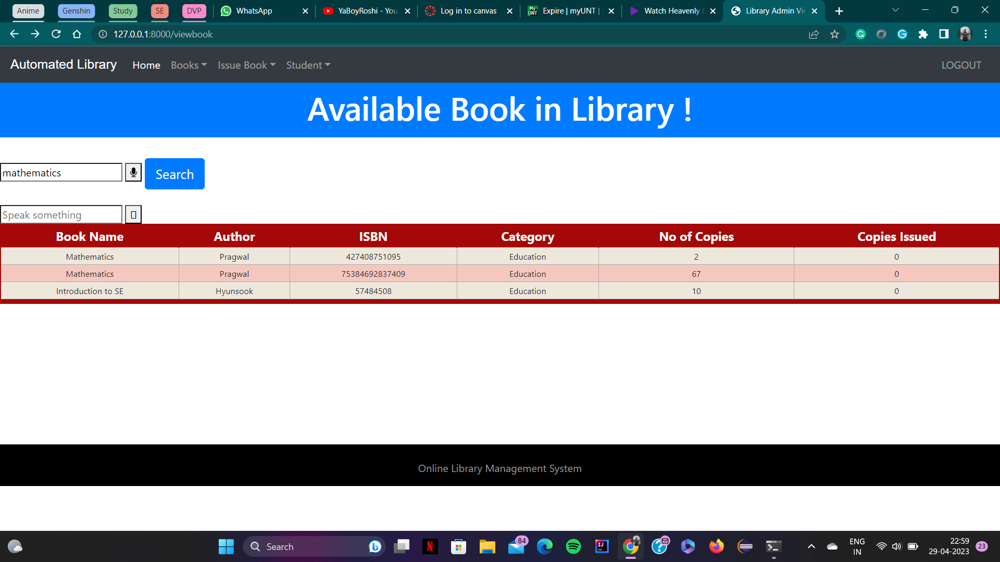 Anime Genshin Study SE DVP WhatsApp YaBoyRoshi - You Log in to canvas Expire | myUNT | Watch Heavenly Library Admin Vie
127.0.0.1:8000/viewbook
Automated Library Home Books Issue Book Student LOGOUT
Available Book in Library !
mathematics Search
Speak something
Book Name Author ISBN Category No of Copies Copies Issued
Mathematics Pragwal 427408751095 Education 2 0
Mathematics Pragwal 75384692837409 Education 67 0
Introduction to SE Hyunsook 57484508 Education 10 0
Online Library Management System
Search 84 ENG 22:59
IN 29-04-2023 23